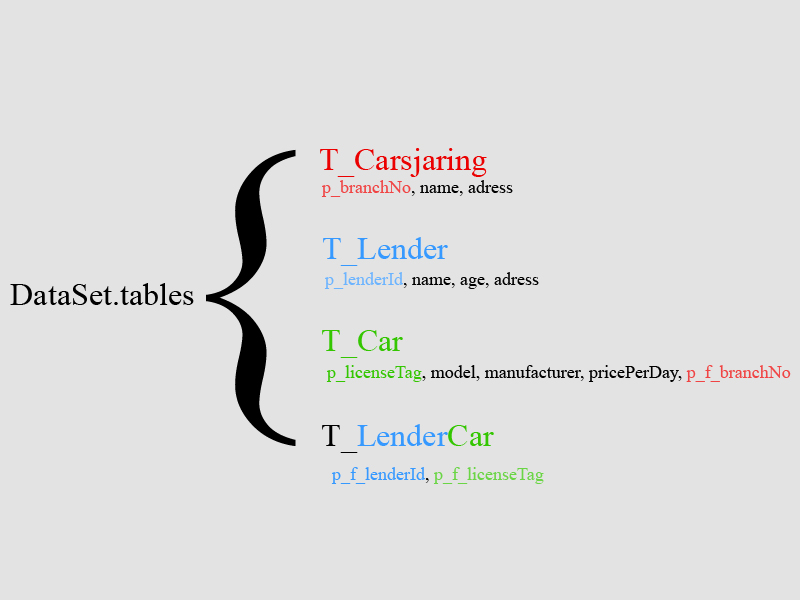 T_Carsjaring
p_branchNo, name, adress
T_Lender
p_lenderId, name, age, adress
DataSet.tables
T_Car
p_licenseTag, model, manufacturer, pricePerDay, p_f_branchNo
T_LenderCar
p_f_lenderId, p_f_licenseTag